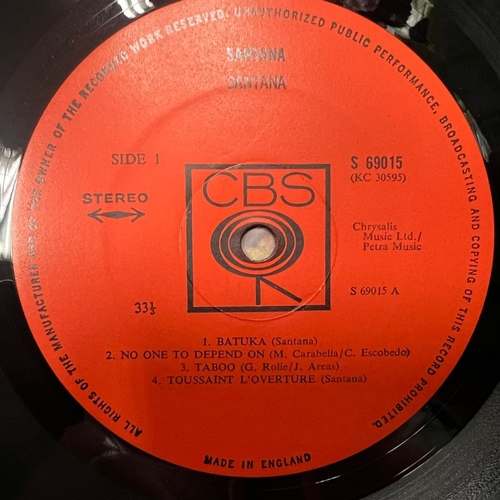 ALL RIGHTS OF THE MANUFACTURER AND OF THE OWNER OF THE RECORDED WORK RESERVED. UNAUTHORIZED PUBLIC PERFORMANCE, BROADCASTING AND COPYING OF THIS RECORD PROHIBITED.
SANTANA
SANTANA
SIDE 1
S 69015
(KC 30595)
STEREO
CBS
Chrysalis
Music Ltd./
Petra Music
33⅓
S 69015 A
1. BATUKA (Santana)
2. NO ONE TO DEPEND ON (M. Carabella/C. Escobedo)
3. TABOO (G. Rolie/J. Areas)
4. TOUSSAINT L'OVERTURE (Santana)
MADE IN ENGLAND